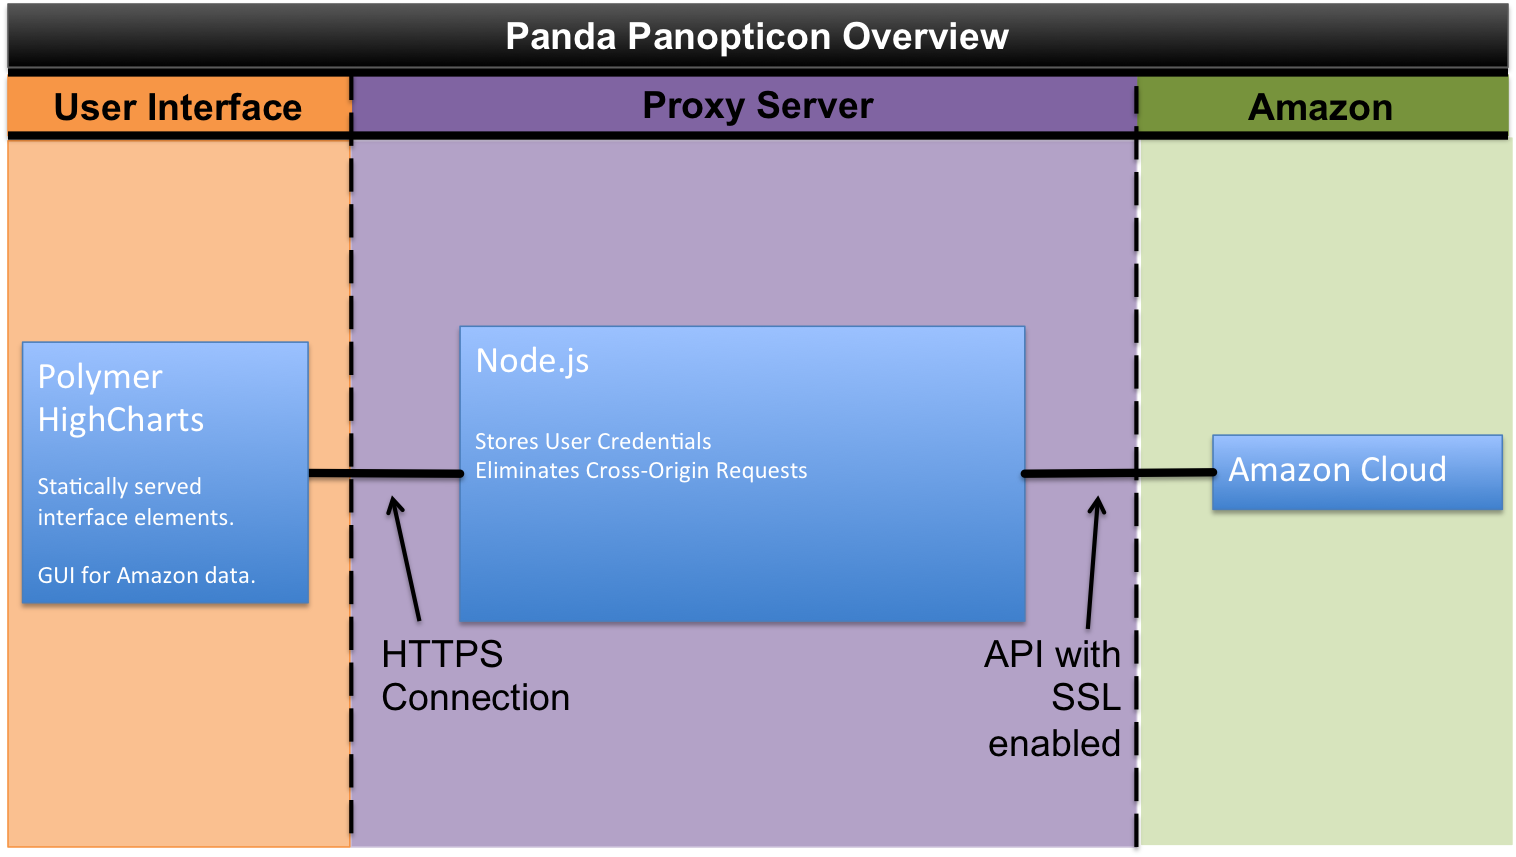 Panda Panopticon Overview
User Interface
Proxy Server
Amazon
Polymer
HighCharts
Statically served
interface elements.
GUI for Amazon data.
Node.js
Stores User Credentials
Eliminates Cross-Origin Requests
Amazon Cloud
HTTPS
Connection
API with
SSL
enabled